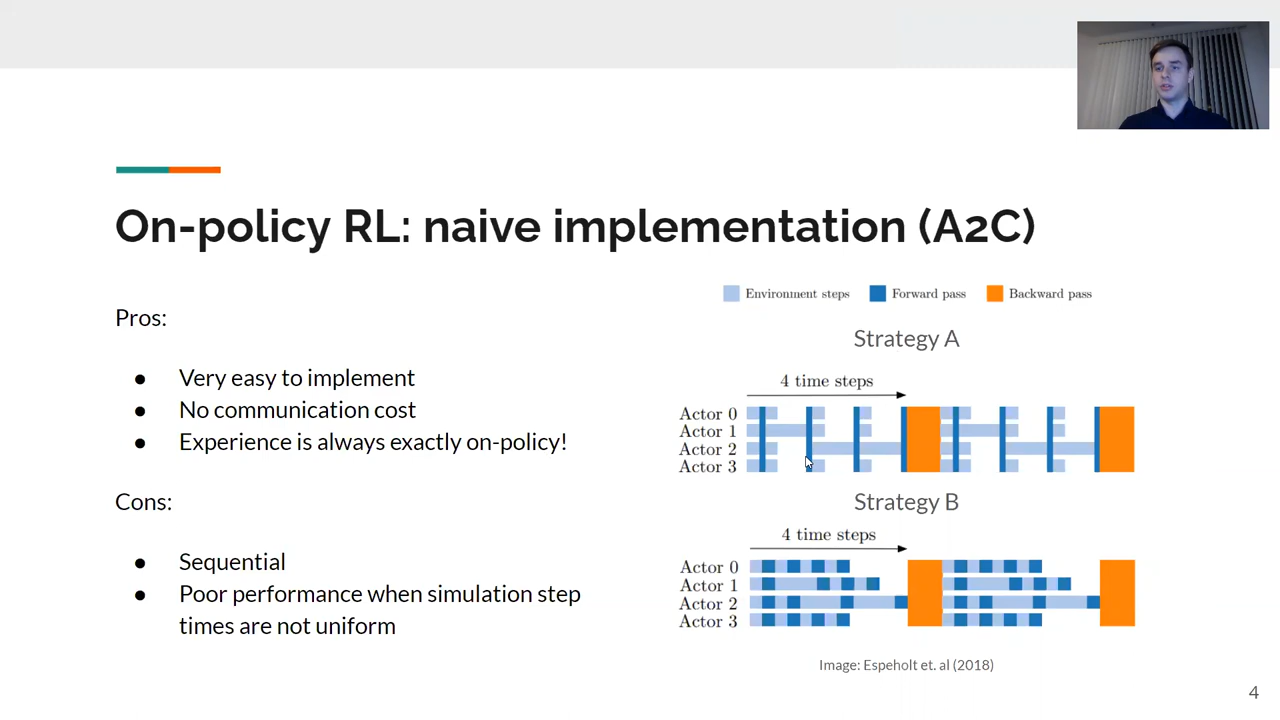 On-policy RL: naive implementation (A2C)
Pros:
● Very easy to implement
● No communication cost
● Experience is always exactly on-policy!
Cons:
● Sequential
● Poor performance when simulation step
times are not uniform
Environment steps Forward pass Backward pass
Strategy A
4 time steps
Actor 0
Actor 1
Actor 2
Actor 3
Strategy B
4 time steps
Actor 0
Actor 1
Actor 2
Actor 3
Image: Espeholt et. al (2018)
4